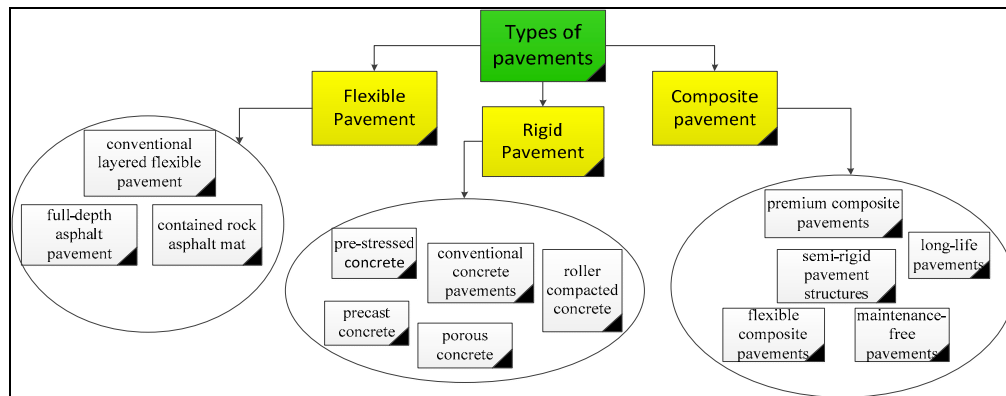 Types of
pavements
Flexible
Pavement
Rigid
Pavement
Composite
pavement
conventional
layered flexible
pavement
full-depth
asphalt
pavement
contained rock
asphalt mat
pre-stressed
concrete
conventional
concrete
pavements
roller
compacted
concrete
precast
concrete
porous
concrete
premium composite
pavements
long-life
pavements
semi-rigid
pavement
structures
flexible
composite
pavements
maintenance-
free
pavements